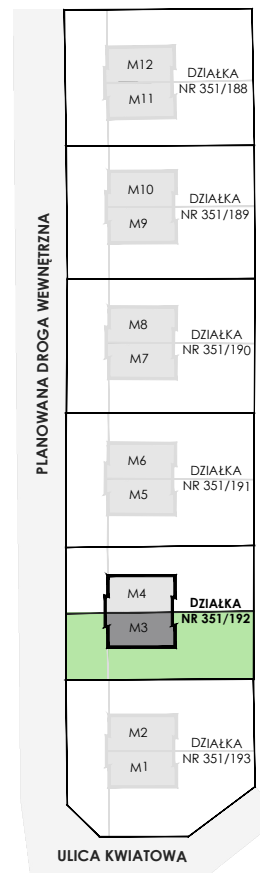 M12
DZIAŁKA
NR 351/188
M11
M10
DZIAŁKA
NR 351/189
M9
PLANOWANA DROGA WEWNĘTRZNA
M8
DZIAŁKA
NR 351/190
M7
M6
DZIAŁKA
NR 351/191
M5
M4
DZIAŁKA
NR 351/192
M3
M2
DZIAŁKA
NR 351/193
M1
ULICA KWIATOWA